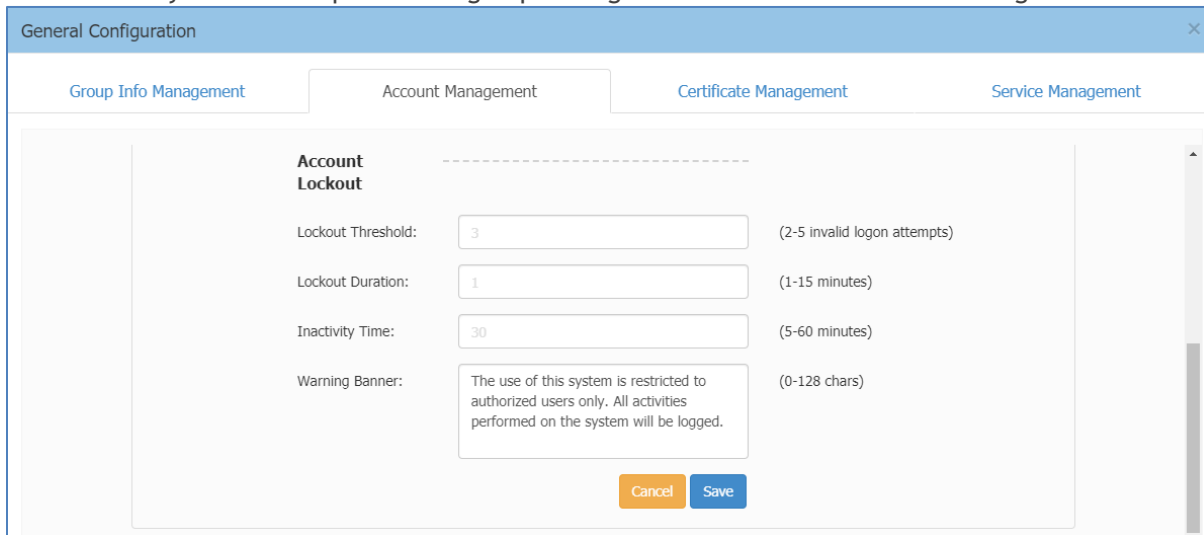 General Configuration ×
Group Info Management Account Management Certificate Management Service Management
Account
Lockout
Lockout Threshold: 3 (2-5 invalid logon attempts)
Lockout Duration: 1 (1-15 minutes)
Inactivity Time: 30 (5-60 minutes)
Warning Banner: The use of this system is restricted to (0-128 chars)
authorized users only. All activities
performed on the system will be logged.
Cancel Save